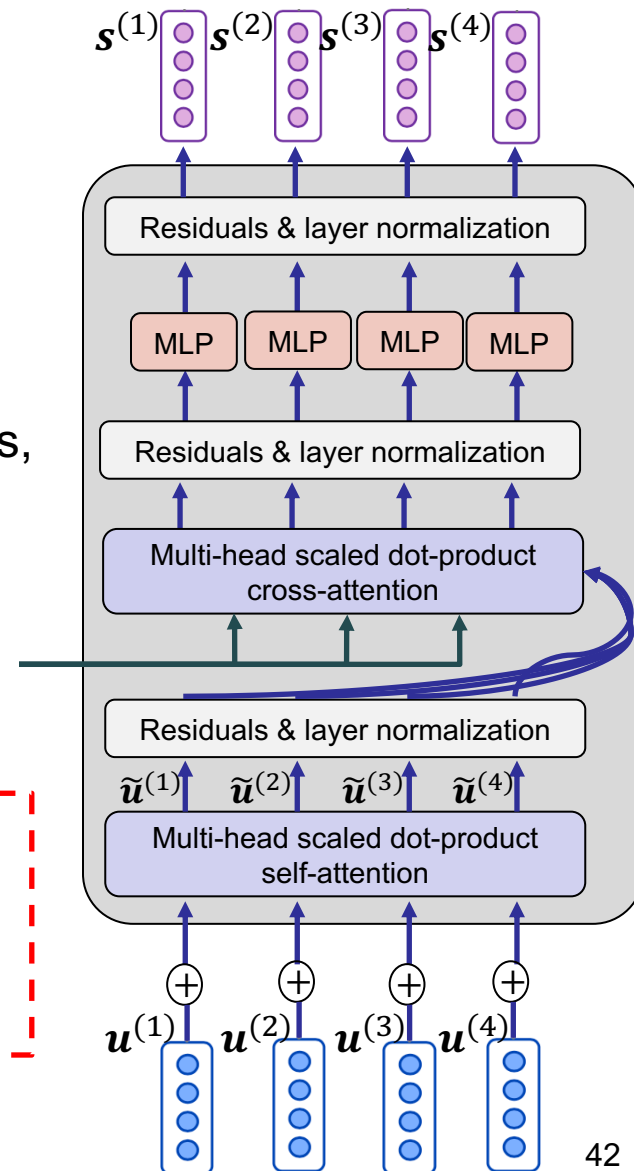 s^(1) s^(2) s^(3) s^(4)
Residuals & layer normalization
MLP MLP MLP MLP
s,
Residuals & layer normalization
Multi-head scaled dot-product
cross-attention
Residuals & layer normalization
ũ^(1) ũ^(2) ũ^(3) ũ^(4)
Multi-head scaled dot-product
self-attention
+ + + +
u^(1) u^(2) u^(3) u^(4)
42